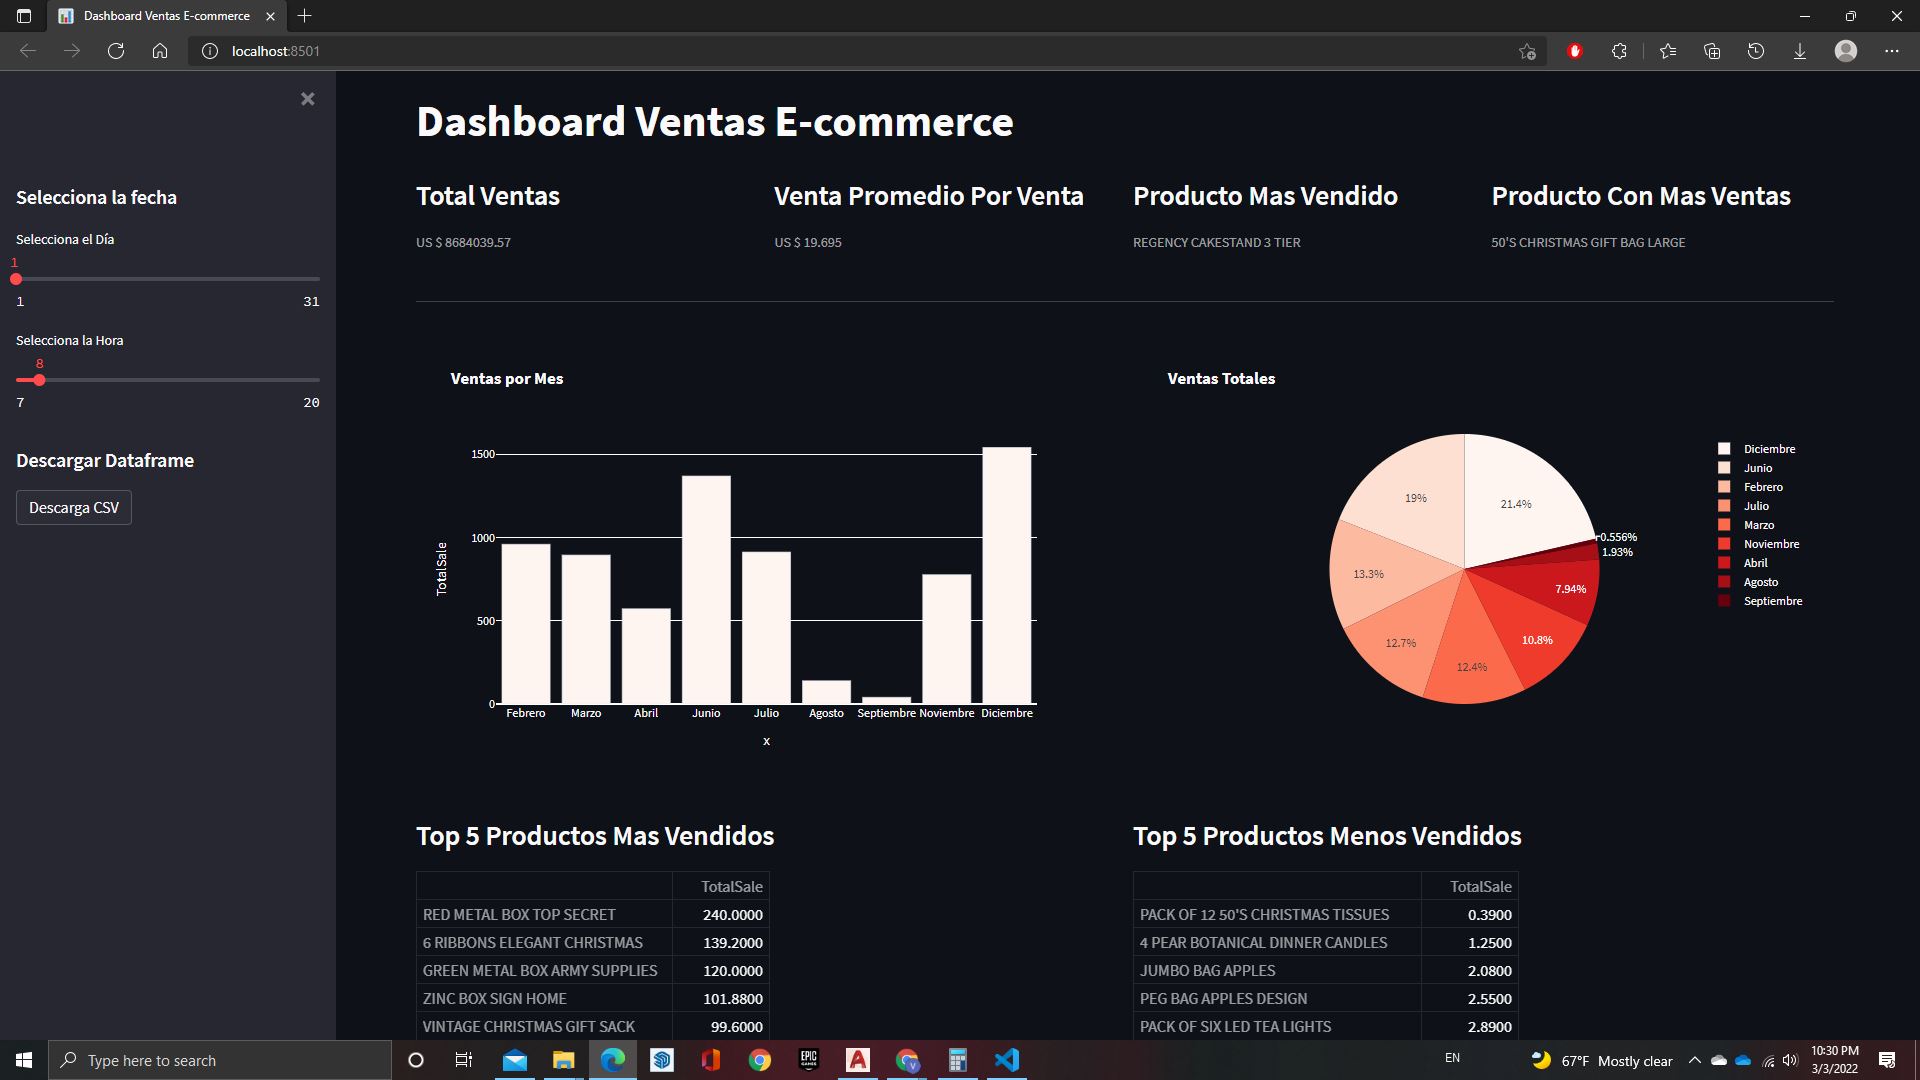 Dashboard Ventas E-commerce
localhost:8501
Selecciona la fecha
Selecciona el Día
1
1 31
Selecciona la Hora
8
7 20
Descargar Dataframe
Descarga CSV
Dashboard Ventas E-commerce
Total Ventas
US $ 8684039.57
Venta Promedio Por Venta
US $ 19.695
Producto Mas Vendido
REGENCY CAKESTAND 3 TIER
Producto Con Mas Ventas
50'S CHRISTMAS GIFT BAG LARGE
Ventas por Mes
1500
1000
500
0
TotalSale
Febrero Marzo Abril Junio Julio Agosto Septiembre Noviembre Diciembre
x
Ventas Totales
19%
21.4%
0.556%
1.93%
13.3%
7.94%
12.7%
10.8%
12.4%
Diciembre
Junio
Febrero
Julio
Marzo
Noviembre
Abril
Agosto
Septiembre
Top 5 Productos Mas Vendidos
TotalSale
RED METAL BOX TOP SECRET 240.0000
6 RIBBONS ELEGANT CHRISTMAS 139.2000
GREEN METAL BOX ARMY SUPPLIES 120.0000
ZINC BOX SIGN HOME 101.8800
VINTAGE CHRISTMAS GIFT SACK 99.6000
Top 5 Productos Menos Vendidos
TotalSale
PACK OF 12 50'S CHRISTMAS TISSUES 0.3900
4 PEAR BOTANICAL DINNER CANDLES 1.2500
JUMBO BAG APPLES 2.0800
PEG BAG APPLES DESIGN 2.5500
PACK OF SIX LED TEA LIGHTS 2.8900
Type here to search
EPIC GAMES
A
V
EN
67°F Mostly clear
10:30 PM
3/3/2022